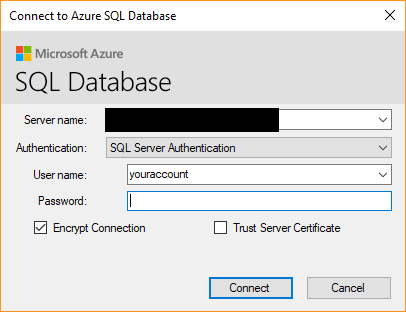 Connect to Azure SQL Database
Microsoft Azure
SQL Database
Server name:
Authentication: SQL Server Authentication
User name: youraccount
Password:
Encrypt Connection Trust Server Certificate
Connect Cancel